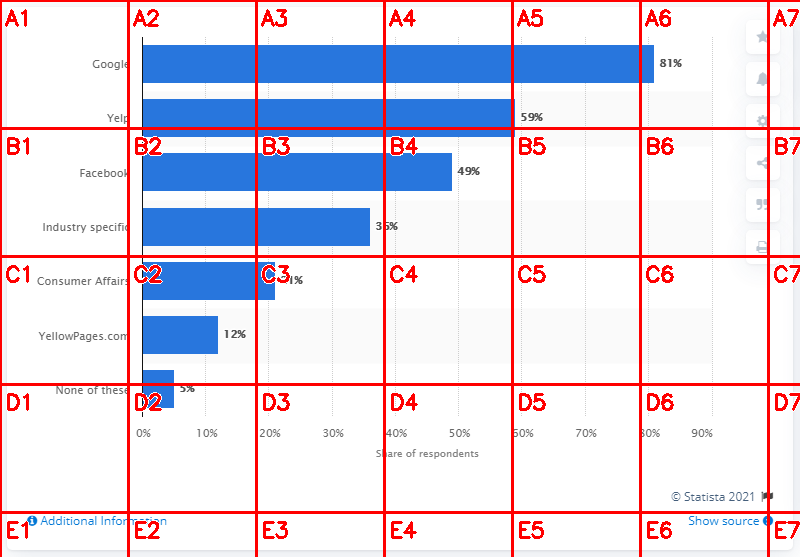 A1 A2 A3 A4 A5 A6 A7
Google 81%
Yelp 59%
B1 B2 B3 B4 B5 B6 B7
Facebook 49%
Industry specific 36%
C1 C2 C3 C4 C5 C6 C7
Consumer Affairs 21%
YellowPages.com 12%
None of these 5%
D1 D2 D3 D4 D5 D6 D7
0% 10% 20% 30% 40% 50% 60% 70% 80% 90%
Share of respondents
© Statista 2021
Additional Information Show source
E1 E2 E3 E4 E5 E6 E7